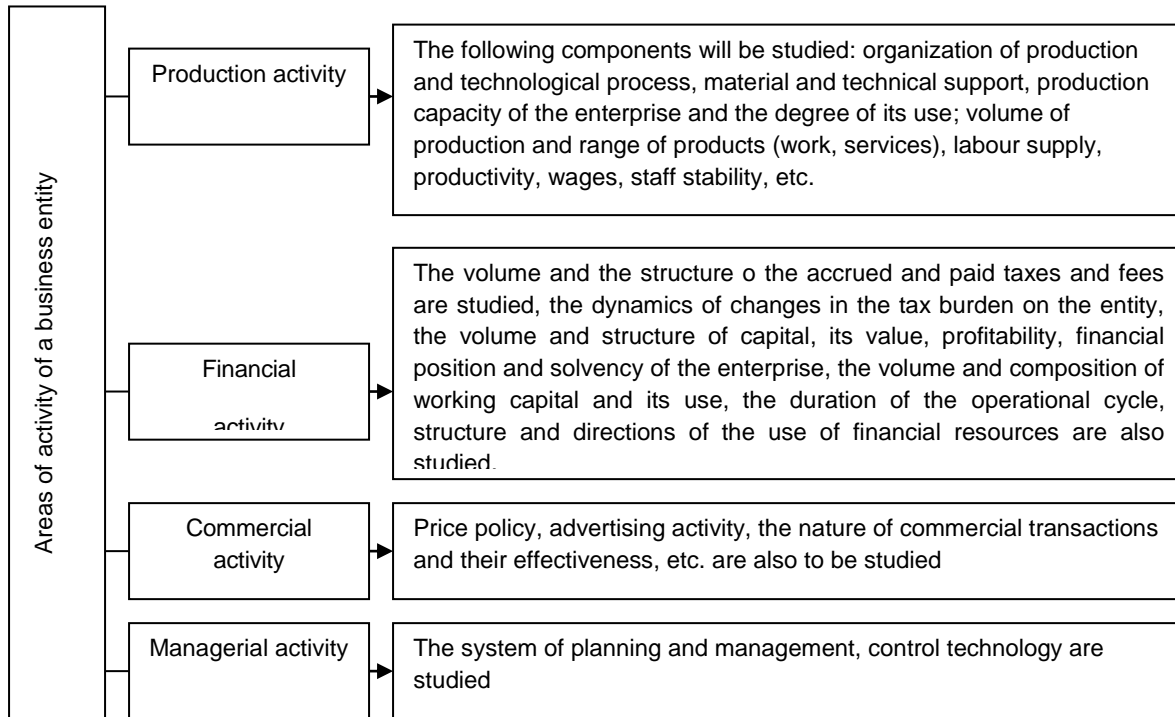 Areas of activity of a business entity
Production activity
The following components will be studied: organization of production
and technological process, material and technical support, production
capacity of the enterprise and the degree of its use; volume of
production and range of products (work, services), labour supply,
productivity, wages, staff stability, etc.
Financial
activity
The volume and the structure o the accrued and paid taxes and fees
are studied, the dynamics of changes in the tax burden on the entity,
the volume and structure of capital, its value, profitability, financial
position and solvency of the enterprise, the volume and composition of
working capital and its use, the duration of the operational cycle,
structure and directions of the use of financial resources are also
studied.
Commercial
activity
Price policy, advertising activity, the nature of commercial transactions
and their effectiveness, etc. are also to be studied
Managerial activity
The system of planning and management, control technology are
studied